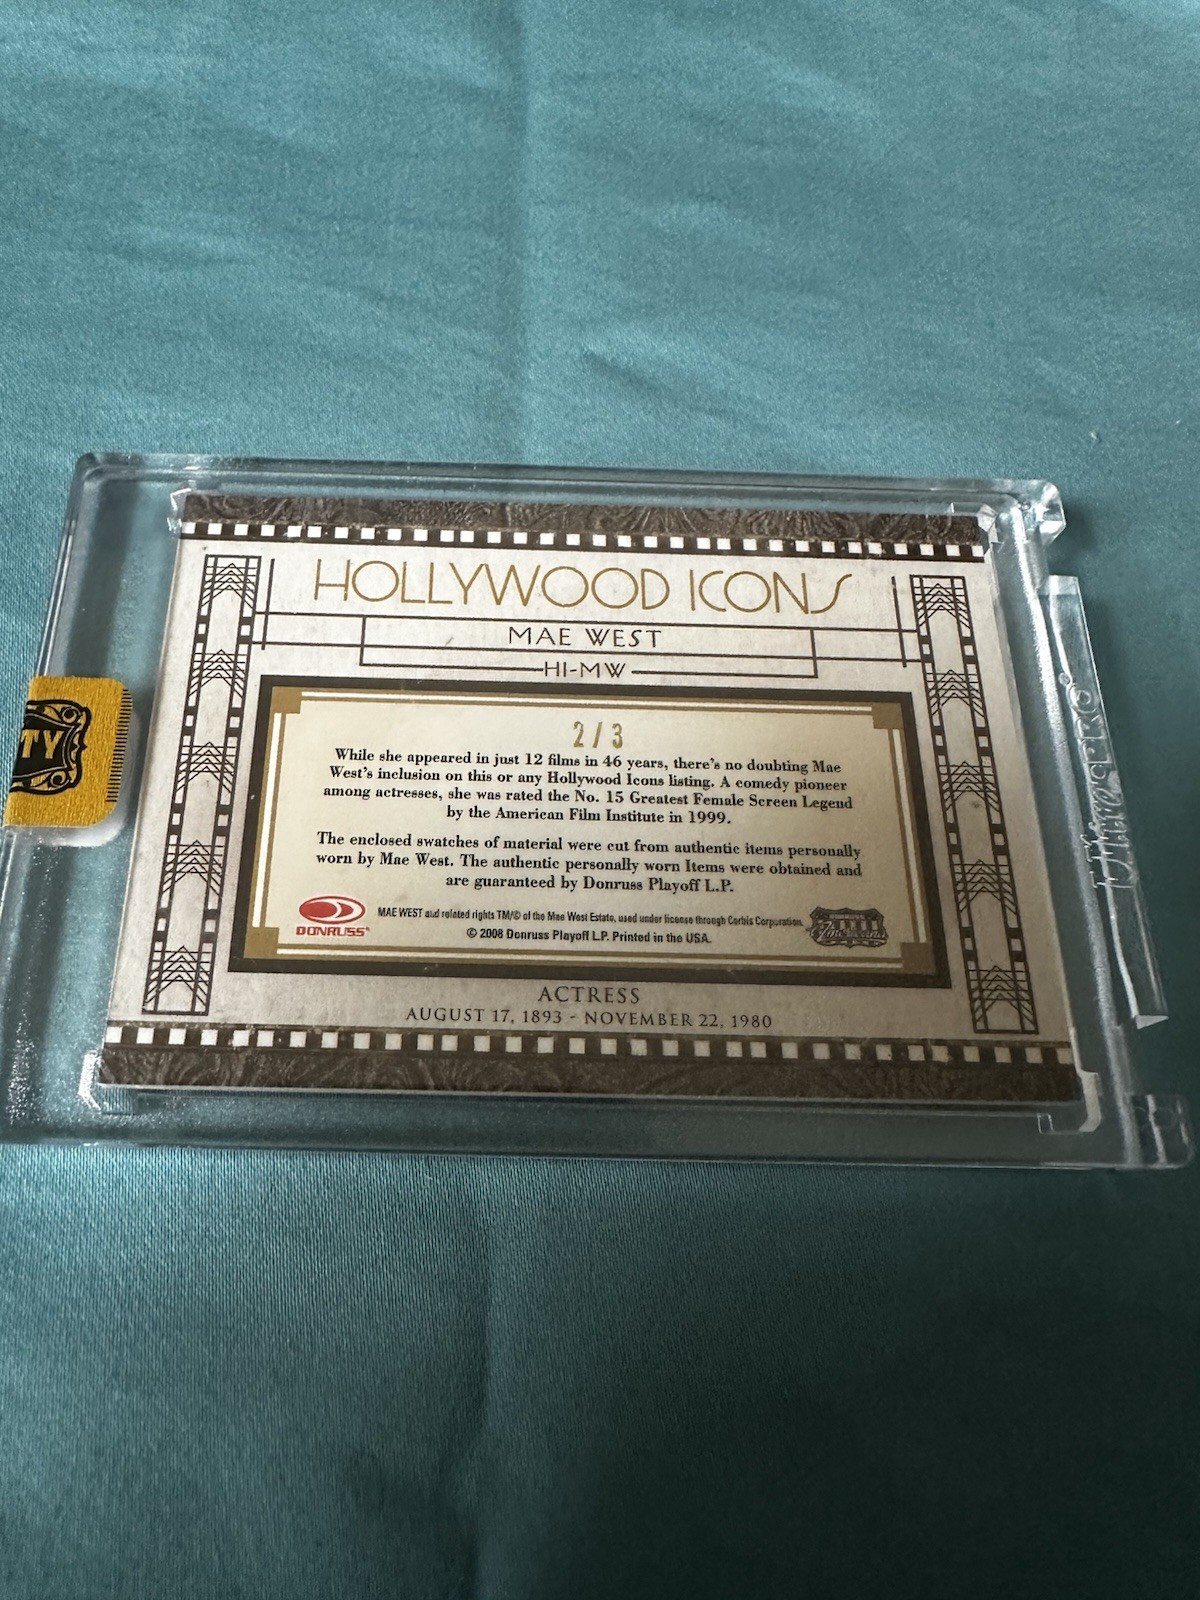 HOLLYWOOD ICONS
MAE WEST
HI-MW
2/3
While she appeared in just 12 films in 46 years, there's no doubting Mae
West's inclusion on this or any Hollywood Icons listing. A comedy pioneer
among actresses, she was rated the No. 15 Greatest Female Screen Legend
by the American Film Institute in 1999.
The enclosed swatches of material were cut from authentic items personally
worn by Mae West. The authentic personally worn Items were obtained and
are guaranteed by Donruss Playoff L.P.
DONRUSS®
MAE WEST and related rights TM/© of the Mae West Estate, used under license through Corbis Corporation.
© 2008 Donruss Playoff L.P. Printed in the USA.
Americana
ACTRESS
AUGUST 17, 1893 - NOVEMBER 22, 1980
TY
UltraPRO®